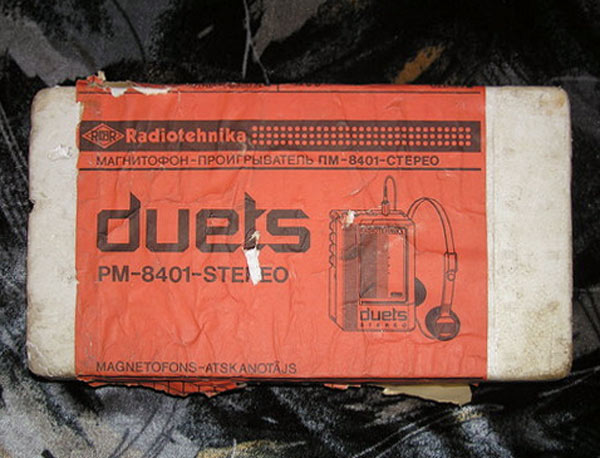 Radiotehnika
МАГНИТОФОН-ПРОИГРЫВАТЕЛЬ ПМ-8401-СТЕРЕО
duets
PM-8401-STEREO
duets
STEREO
MAGNETOFONS-ATSKAŅOTĀJS